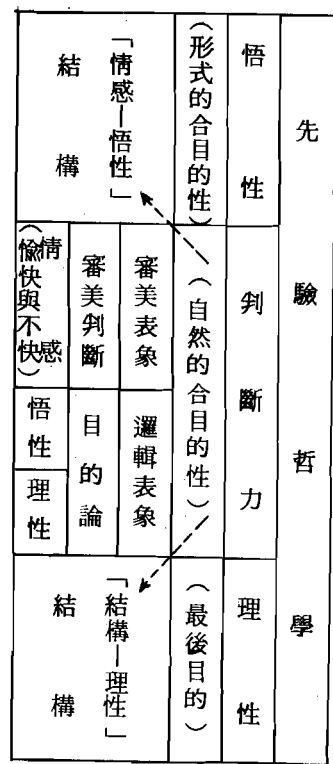 先驗哲學
悟性
判斷力
理性
（形式的合目的性）
（自然的合目的性）
（最後目的）
「情感—悟性」
結構
審美表象
邏輯表象
審美判斷
目的論
情感
（愉快與不快）
悟性
理性
「結構—理性」
結構